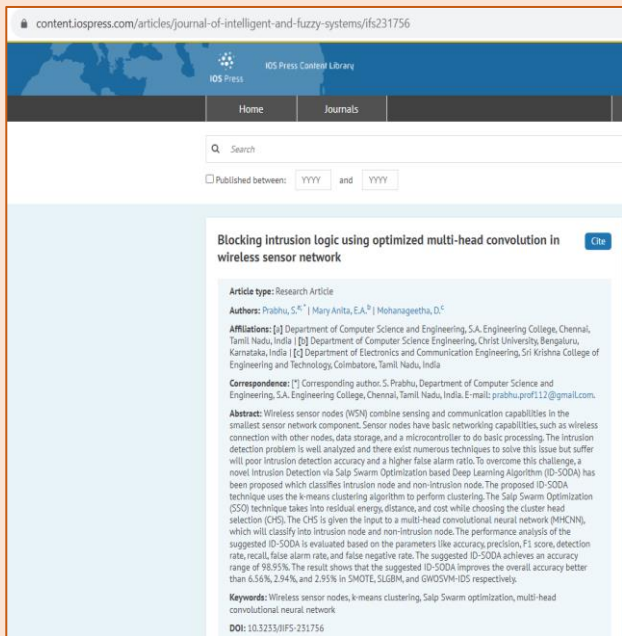 content.iospress.com/articles/journal-of-intelligent-and-fuzzy-systems/ifs231756
IOS Press
IOS Press Content Library
Home
Journals
Search
Published between:
YYYY
and
YYYY
Blocking intrusion logic using optimized multi-head convolution in
wireless sensor network
Cite
Article type: Research Article
Authors: Prabhu, S.a; * | Mary Anita, E.A.b | Mohanageetha, D.c
Affiliations: [a] Department of Computer Science and Engineering, S.A. Engineering College, Chennai,
Tamil Nadu, India | [b] Department of Computer Science Engineering, Christ University, Bengaluru,
Karnataka, India | [c] Department of Electronics and Communication Engineering, Sri Krishna College of
Engineering and Technology, Coimbatore, Tamil Nadu, India
Correspondence: [*] Corresponding author. S. Prabhu, Department of Computer Science and
Engineering, S.A. Engineering College, Chennai, Tamil Nadu, India. E-mail: prabhu.prof112@gmail.com.
Abstract: Wireless sensor nodes (WSN) combine sensing and communication capabilities in the
smallest sensor network component. Sensor nodes have basic networking capabilities, such as wireless
connection with other nodes, data storage, and a microcontroller to do basic processing. The intrusion
detection problem is well analyzed and there exist numerous techniques to solve this issue but suffer
will poor intrusion detection accuracy and a higher false alarm ratio. To overcome this challenge, a
novel Intrusion Detection via Salp Swarm Optimization based Deep Learning Algorithm (ID-SODA) has
been proposed which classifies intrusion node and non-intrusion node. The proposed ID-SODA
technique uses the k-means clustering algorithm to perform clustering. The Salp Swarm Optimization
(SSO) technique takes into residual energy, distance, and cost while choosing the cluster head
selection (CHS). The CHS is given the input to a multi-head convolutional neural network (MHCNN),
which will classify into intrusion node and non-intrusion node. The performance analysis of the
suggested ID-SODA is evaluated based on the parameters like accuracy, precision, F1 score, detection
rate, recall, false alarm rate, and false negative rate. The suggested ID-SODA achieves an accuracy
range of 98.95%. The result shows that the suggested ID-SODA improves the overall accuracy better
than 6.56%, 2.94%, and 2.95% in SMOTE, SLGBM, and GWOSVM-IDS respectively.
Keywords: Wireless sensor nodes, k-means clustering, Salp Swarm optimization, multi-head
convolutional neural network
DOI: 10.3233/JIFS-231756